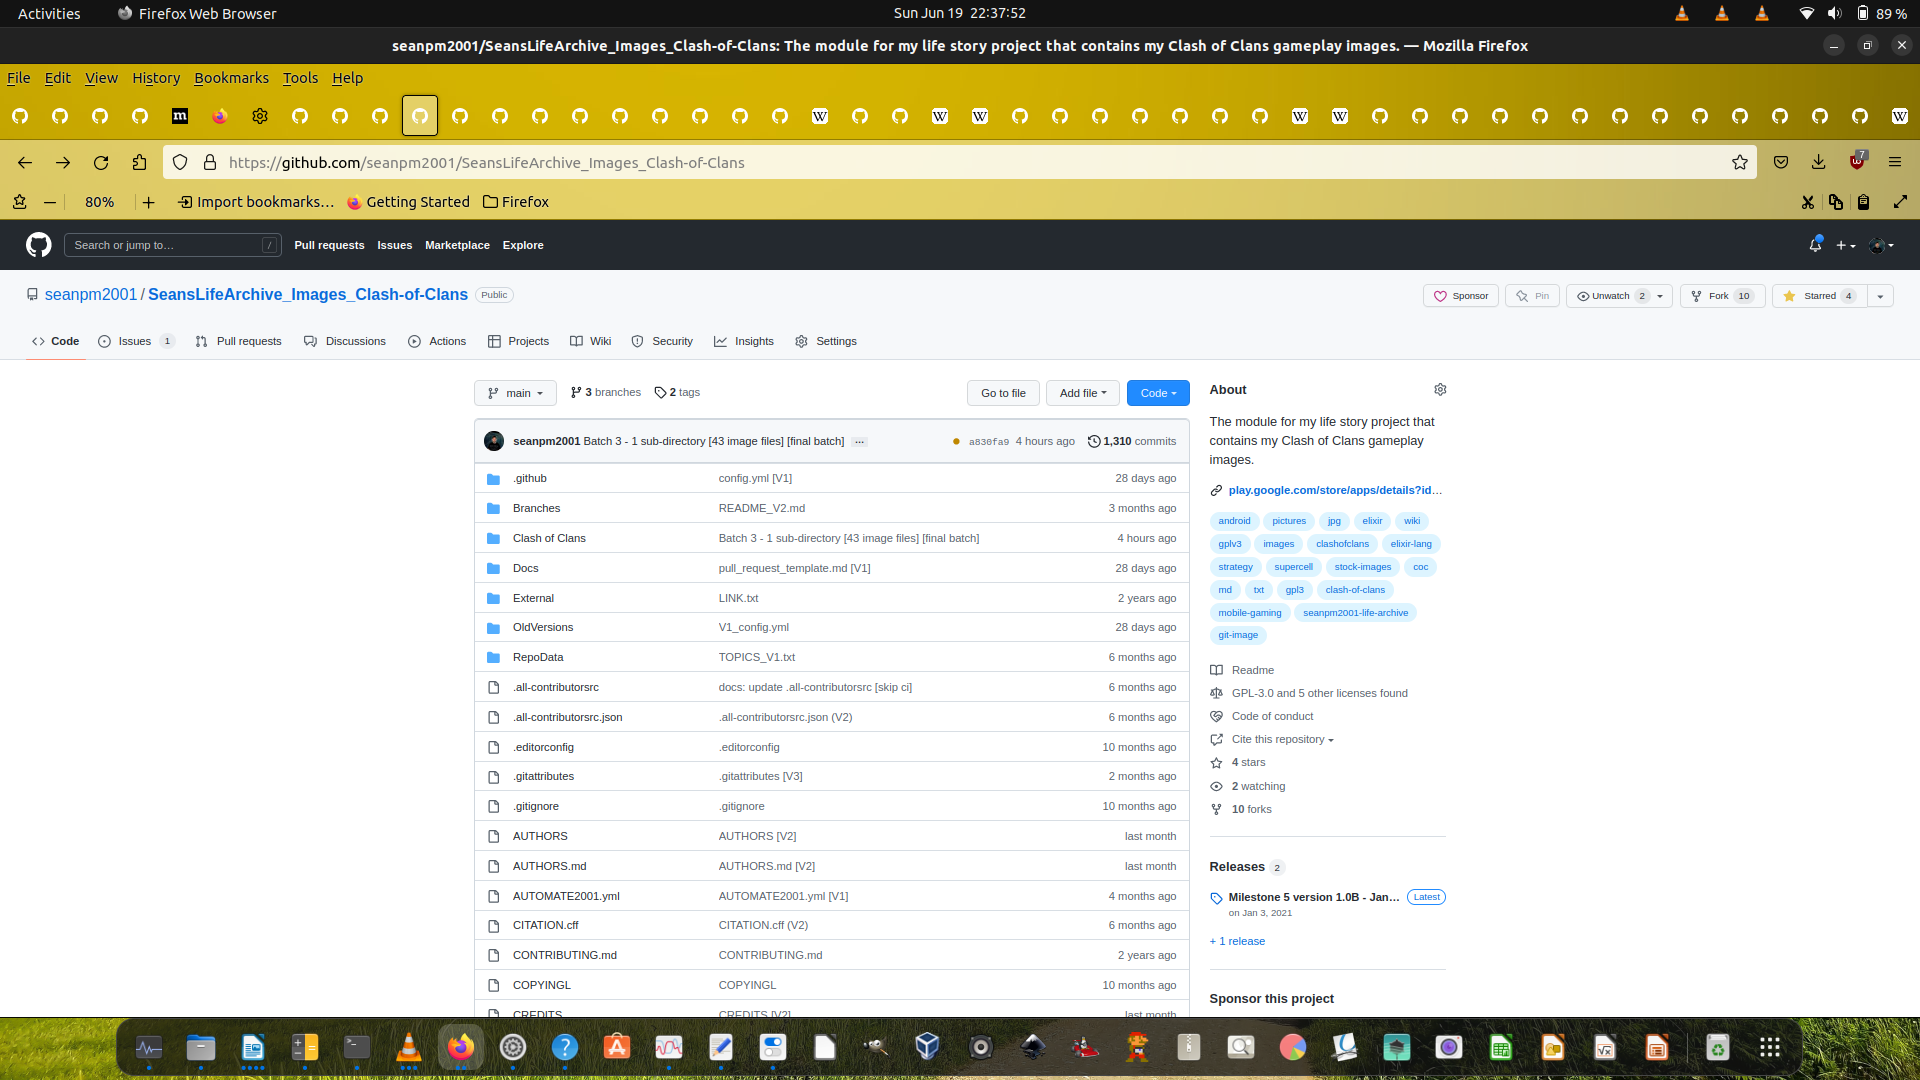 Activities Firefox Web Browser Sun Jun 19 22:37:52 89 %
seanpm2001/SeansLifeArchive_Images_Clash-of-Clans: The module for my life story project that contains my Clash of Clans gameplay images. — Mozilla Firefox
File Edit View History Bookmarks Tools Help
https://github.com/seanpm2001/SeansLifeArchive_Images_Clash-of-Clans 7
80% Import bookmarks… Getting Started Firefox
Search or jump to… / Pull requests Issues Marketplace Explore
seanpm2001 / SeansLifeArchive_Images_Clash-of-Clans Public Sponsor Pin Unwatch 2 Fork 10 Starred 4
Code Issues 1 Pull requests Discussions Actions Projects Wiki Security Insights Settings
main 3 branches 2 tags Go to file Add file Code
seanpm2001 Batch 3 - 1 sub-directory [43 image files] [final batch] … a830fa9 4 hours ago 1,310 commits
.github config.yml [V1] 28 days ago
Branches README_V2.md 3 months ago
Clash of Clans Batch 3 - 1 sub-directory [43 image files] [final batch] 4 hours ago
Docs pull_request_template.md [V1] 28 days ago
External LINK.txt 2 years ago
OldVersions V1_config.yml 28 days ago
RepoData TOPICS_V1.txt 6 months ago
.all-contributorsrc docs: update .all-contributorsrc [skip ci] 6 months ago
.all-contributorsrc.json .all-contributorsrc.json (V2) 6 months ago
.editorconfig .editorconfig 10 months ago
.gitattributes .gitattributes [V3] 2 months ago
.gitignore .gitignore 10 months ago
AUTHORS AUTHORS [V2] last month
AUTHORS.md AUTHORS.md [V2] last month
AUTOMATE2001.yml AUTOMATE2001.yml [V1] 4 months ago
CITATION.cff CITATION.cff (V2) 6 months ago
CONTRIBUTING.md CONTRIBUTING.md 2 years ago
COPYINGL COPYINGL 10 months ago
CREDITS CREDITS [V2] last month
About
The module for my life story project that
contains my Clash of Clans gameplay
images.
play.google.com/store/apps/details?id…
android pictures jpg elixir wiki
gplv3 images clashofclans elixir-lang
strategy supercell stock-images coc
md txt gpl3 clash-of-clans
mobile-gaming seanpm2001-life-archive
git-image
Readme
GPL-3.0 and 5 other licenses found
Code of conduct
Cite this repository
4 stars
2 watching
10 forks
Releases 2
Milestone 5 version 1.0B - Jan… Latest
on Jan 3, 2021
+ 1 release
Sponsor this project